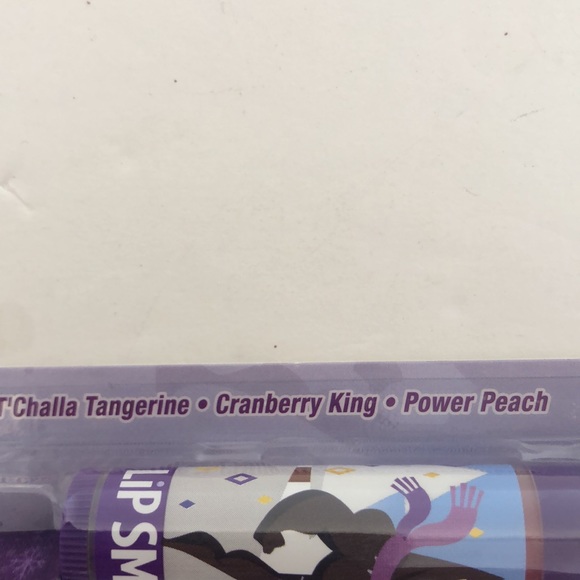 T'Challa Tangerine • Cranberry King • Power Peach
LiP SM